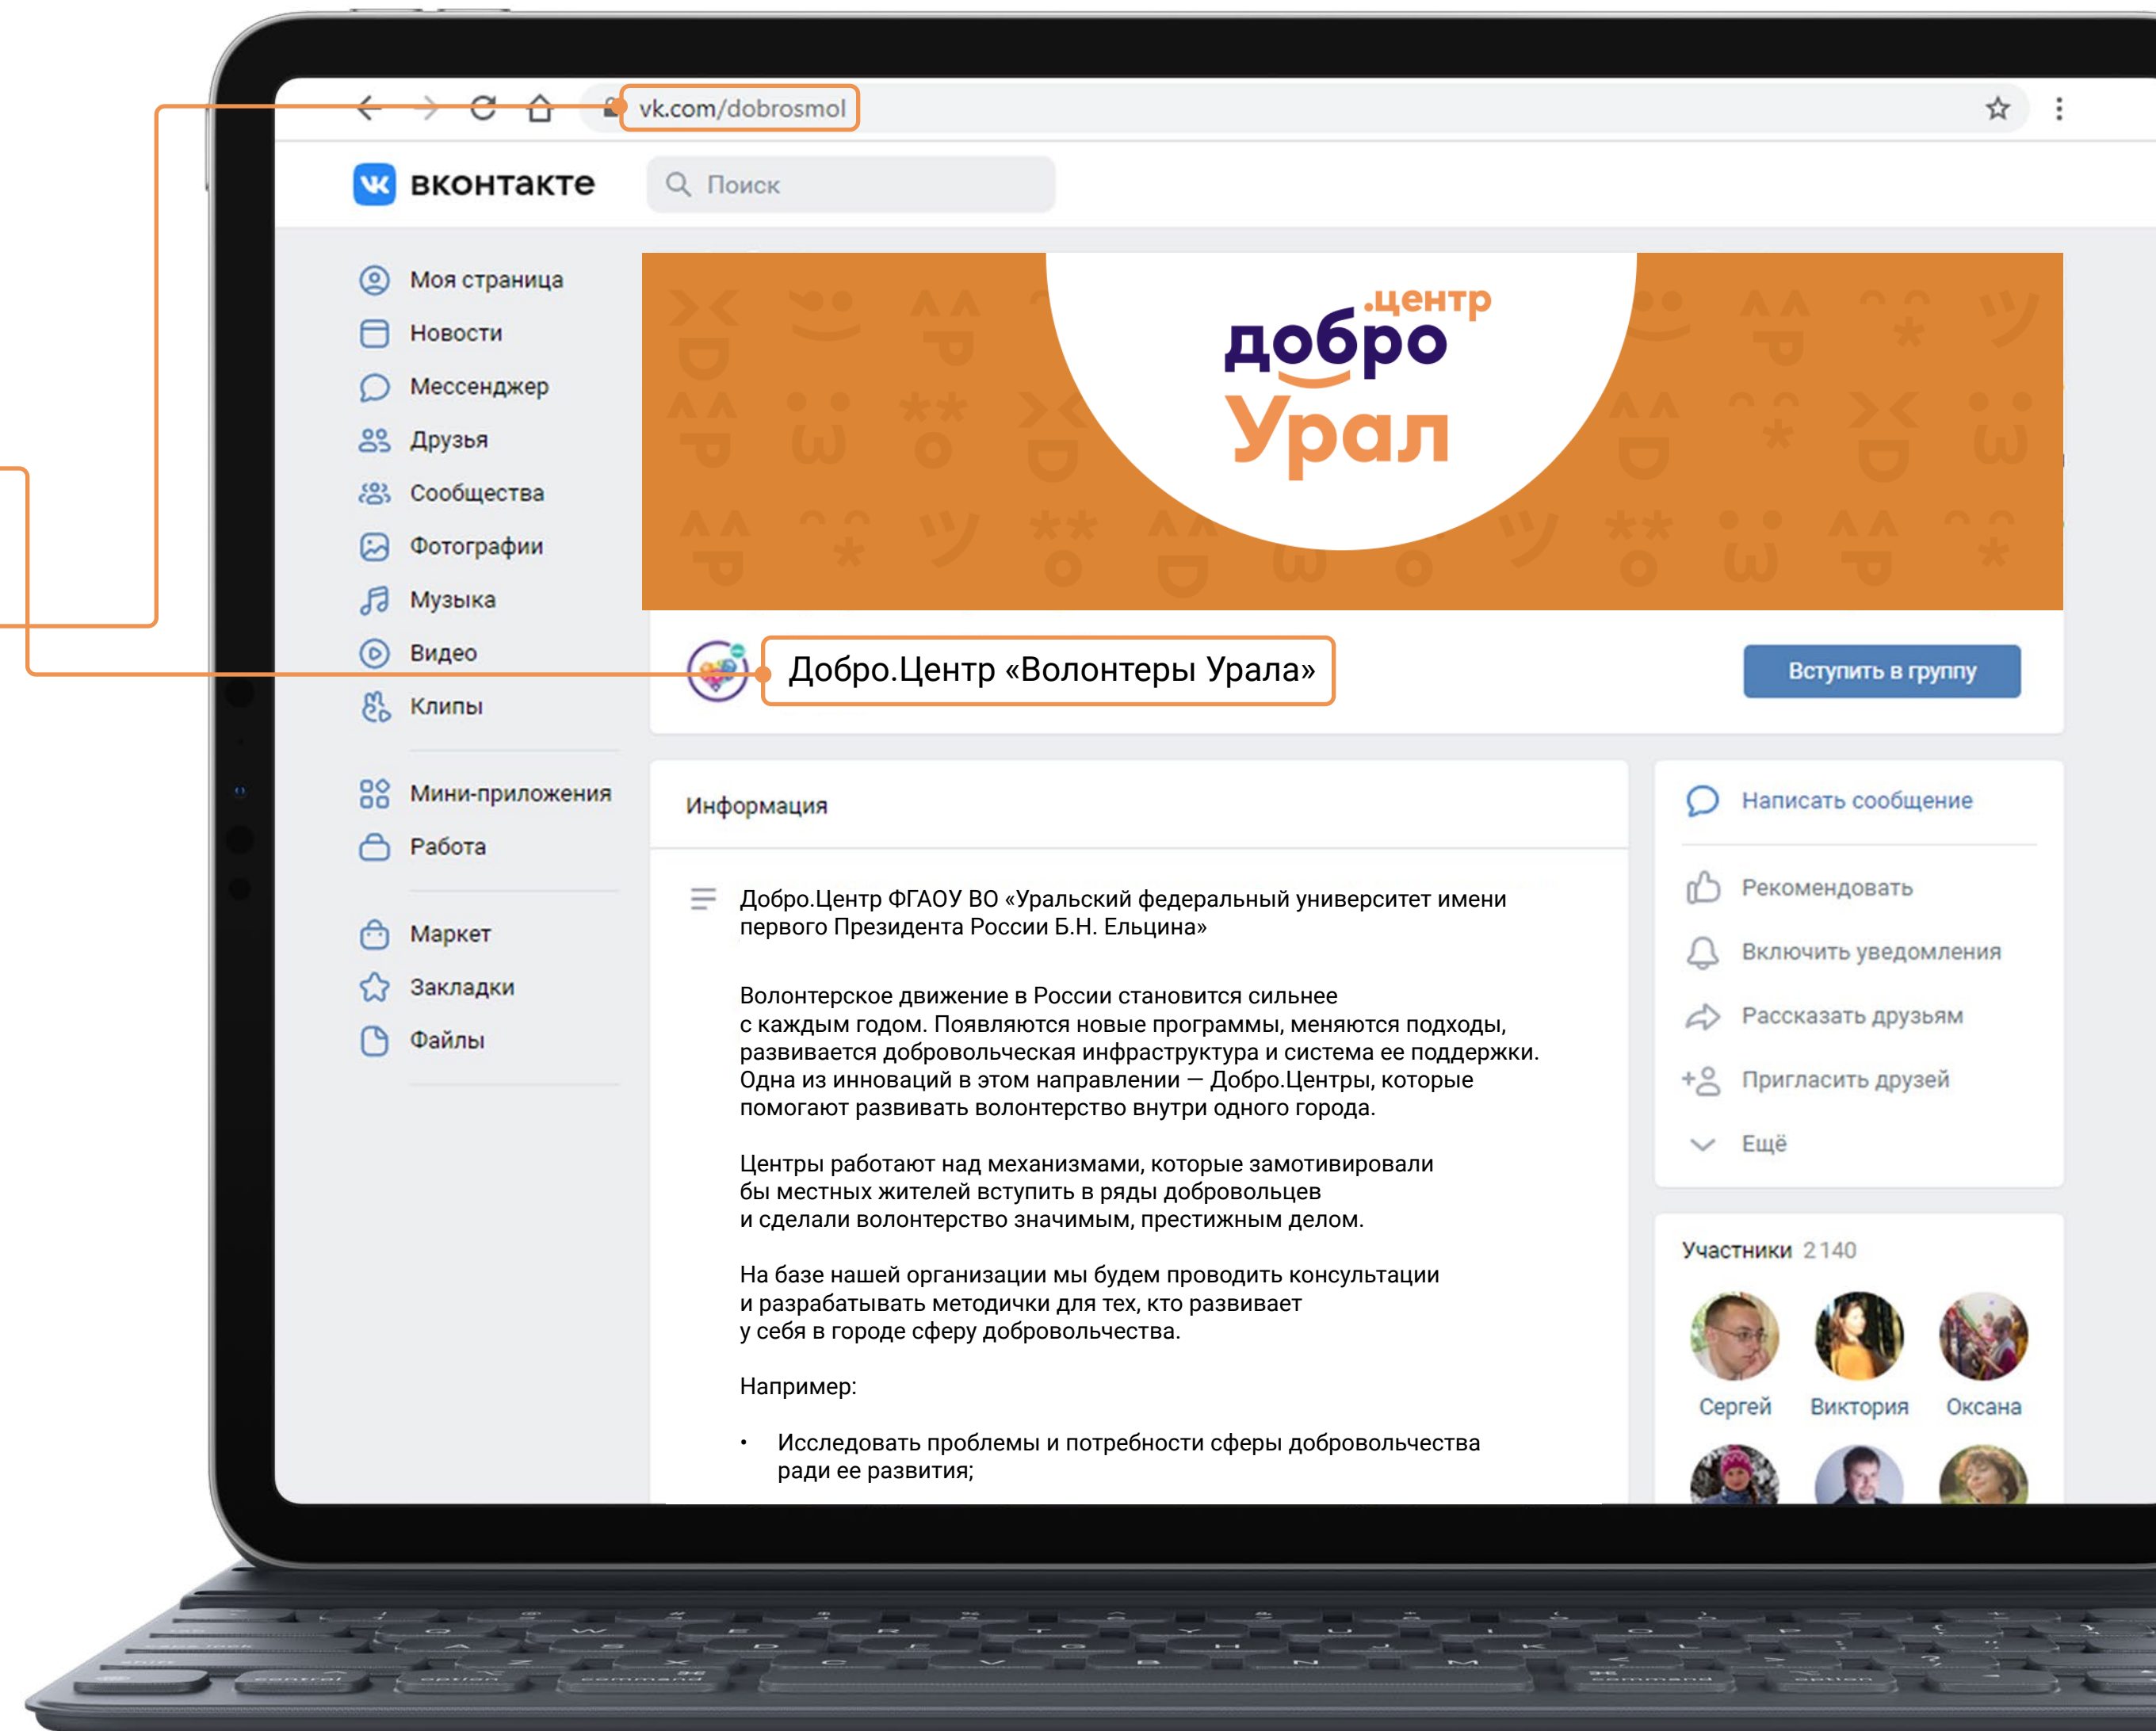 vk.com/dobrosmol
вконтакте
Поиск
Моя страница
Новости
Мессенджер
Друзья
Сообщества
Фотографии
Музыка
Видео
Клипы
Мини-приложения
Работа
Маркет
Закладки
Файлы
.центр
добро
Урал
Добро.Центр «Волонтеры Урала»
Вступить в группу
Информация
Добро.Центр ФГАОУ ВО «Уральский федеральный университет имени
первого Президента России Б.Н. Ельцина»
Волонтерское движение в России становится сильнее
с каждым годом. Появляются новые программы, меняются подходы,
развивается добровольческая инфраструктура и система ее поддержки.
Одна из инноваций в этом направлении — Добро.Центры, которые
помогают развивать волонтерство внутри одного города.
Центры работают над механизмами, которые замотивировали
бы местных жителей вступить в ряды добровольцев
и сделали волонтерство значимым, престижным делом.
На базе нашей организации мы будем проводить консультации
и разрабатывать методички для тех, кто развивает
у себя в городе сферу добровольчества.
Например:
• Исследовать проблемы и потребности сферы добровольчества
ради ее развития;
Написать сообщение
Рекомендовать
Включить уведомления
Рассказать друзьям
Пригласить друзей
Ещё
Участники 2 140
Сергей Виктория Оксана
Q W E R T Y U I O P
A S D F G H J K L
Z X C V B N M
control option command command option